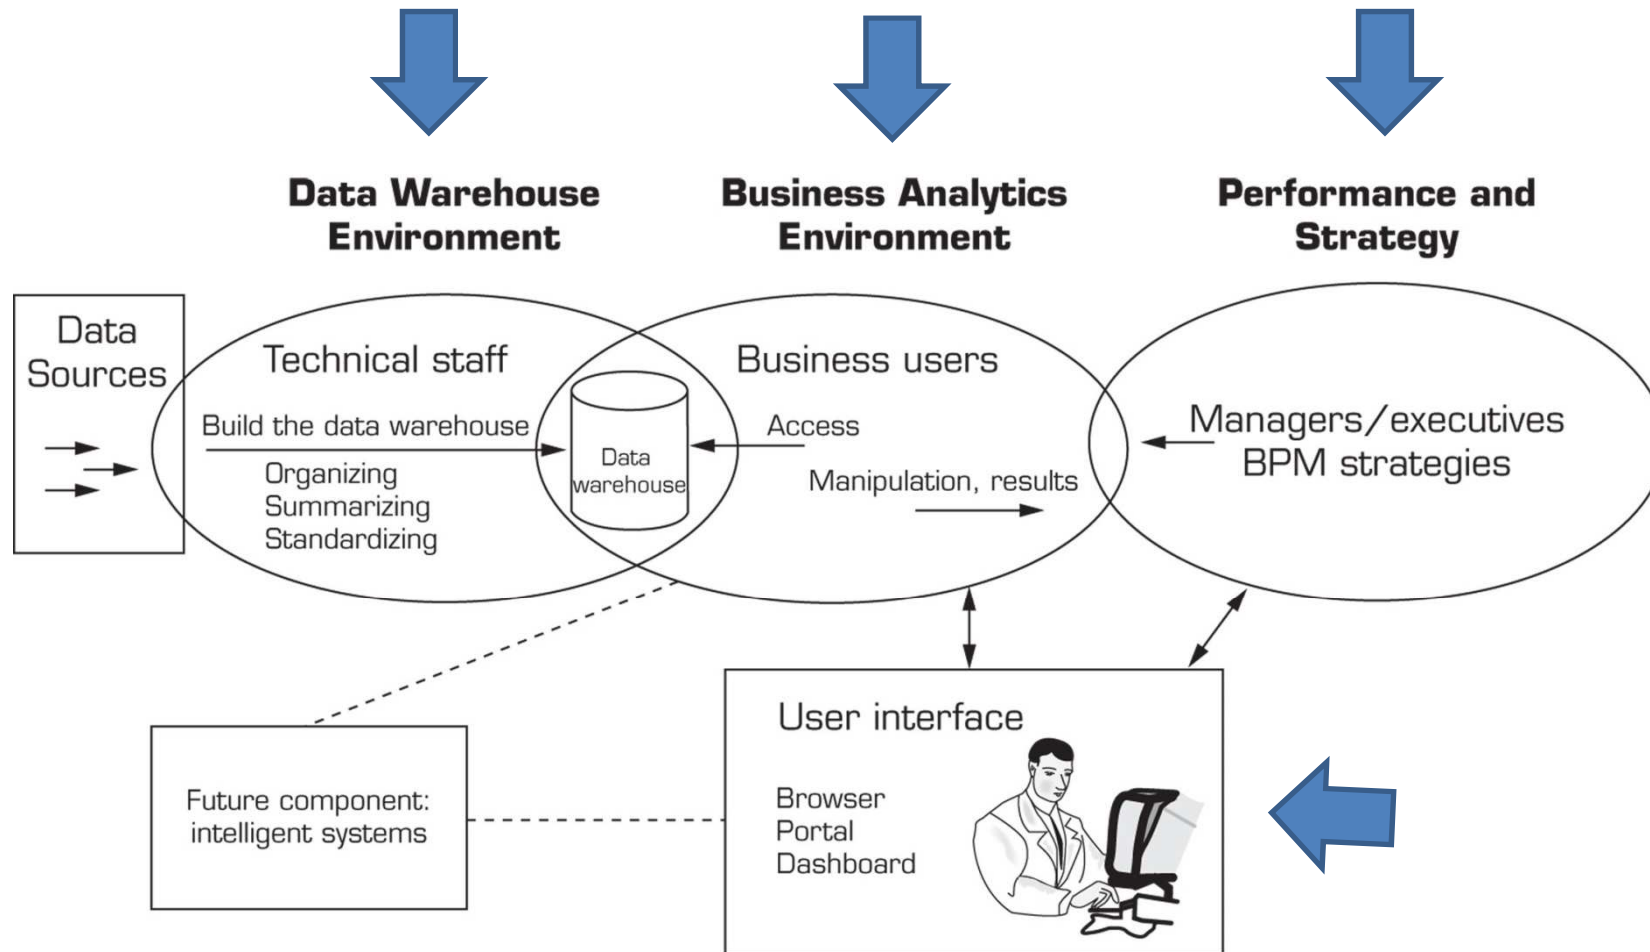 Data Warehouse
Environment
Business Analytics
Environment
Performance and
Strategy
Data
Sources
Technical staff
Build the data warehouse
Organizing
Summarizing
Standardizing
Data
warehouse
Business users
Access
Manipulation, results
Managers/executives
BPM strategies
Future component:
intelligent systems
User interface
Browser
Portal
Dashboard